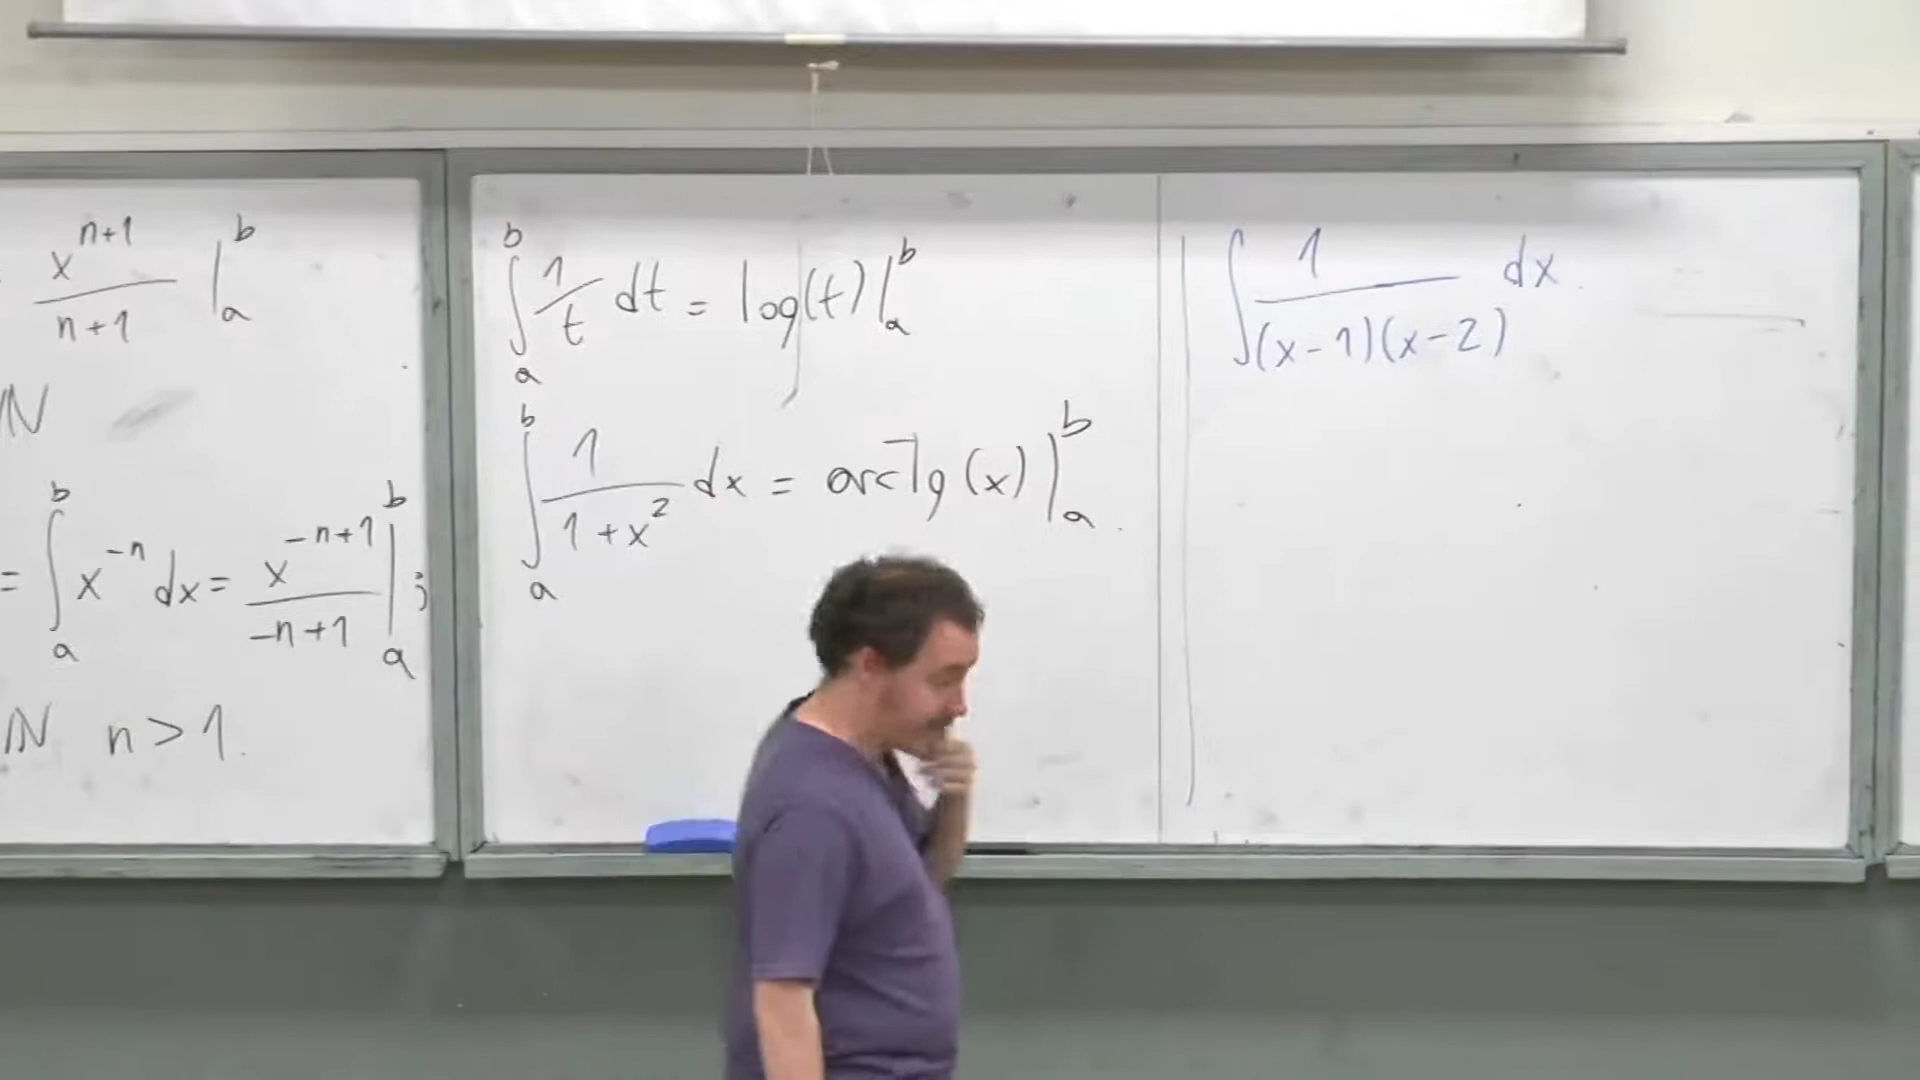 x^{n+1}/(n+1) |_a^b
ℕ
= ∫_a^b x^{-n} dx = x^{-n+1}/(-n+1) |_a^b ;
ℕ n > 1.
∫_a^b 1/t dt = log(t) |_a^b
∫_a^b 1/(1+x^2) dx = arctg(x) |_a^b .
∫ 1/((x-1)(x-2)) dx.